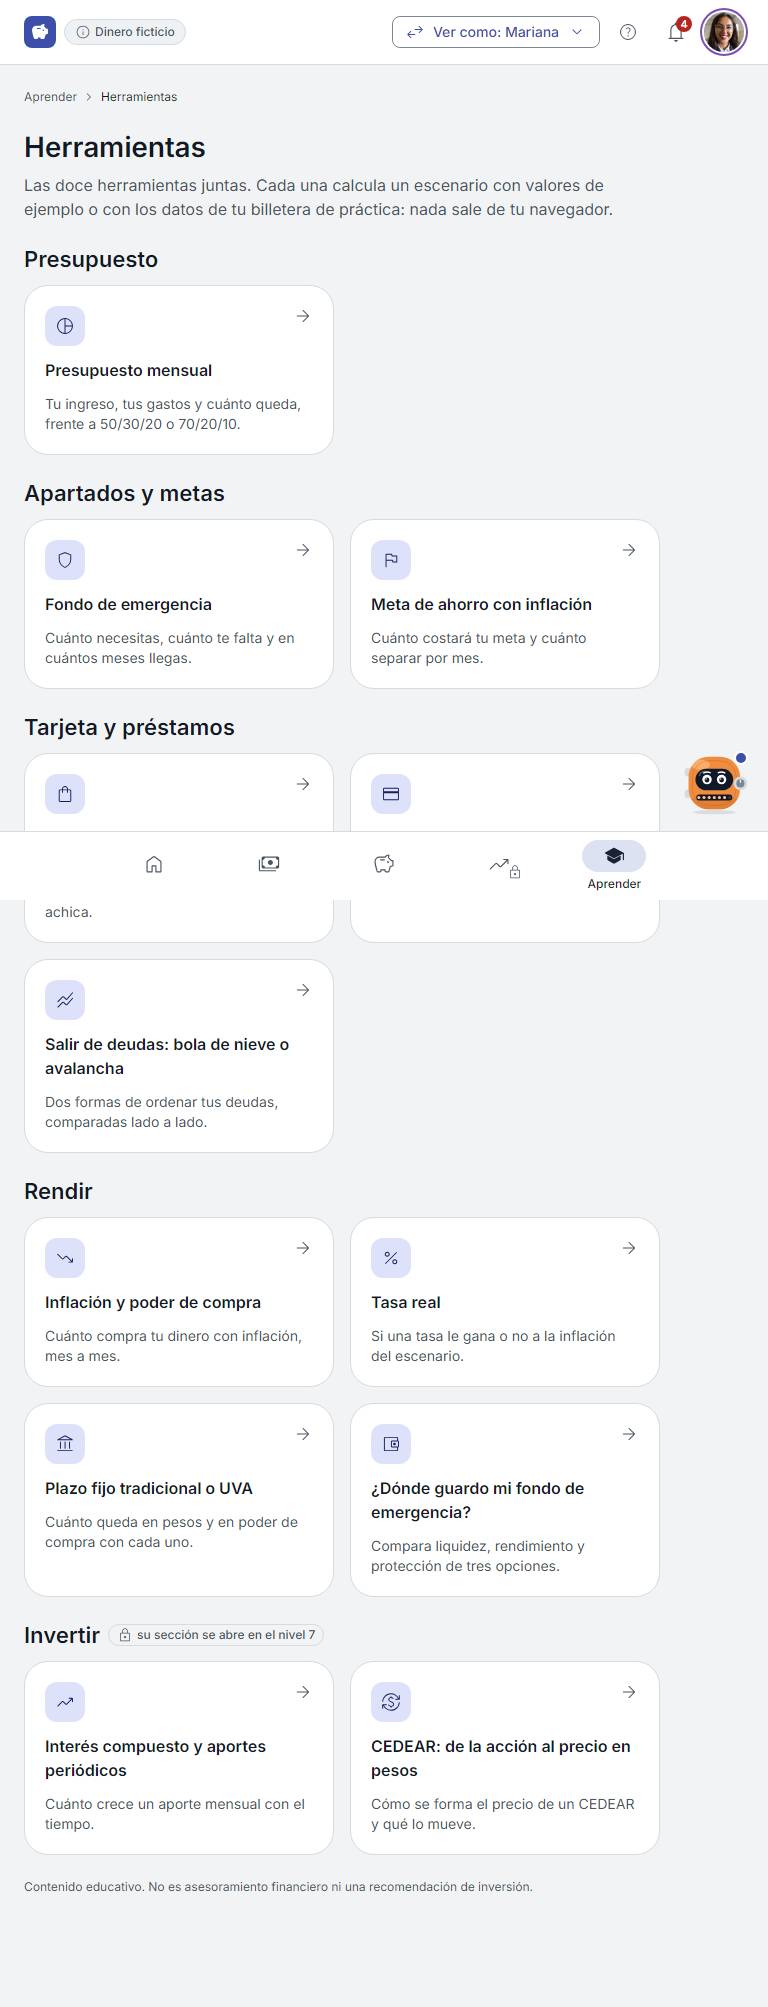 Dinero ficticio
Ver como: Mariana
4
Aprender > Herramientas
Herramientas
Las doce herramientas juntas. Cada una calcula un escenario con valores de
ejemplo o con los datos de tu billetera de práctica: nada sale de tu navegador.
Presupuesto
Presupuesto mensual
Tu ingreso, tus gastos y cuánto queda,
frente a 50/30/20 o 70/20/10.
Apartados y metas
Fondo de emergencia
Cuánto necesitas, cuánto te falta y en
cuántos meses llegas.
Meta de ahorro con inflación
Cuánto costará tu meta y cuánto
separar por mes.
Tarjeta y préstamos
Aprender
achica.
Salir de deudas: bola de nieve o
avalancha
Dos formas de ordenar tus deudas,
comparadas lado a lado.
Rendir
Inflación y poder de compra
Cuánto compra tu dinero con inflación,
mes a mes.
Tasa real
Si una tasa le gana o no a la inflación
del escenario.
Plazo fijo tradicional o UVA
Cuánto queda en pesos y en poder de
compra con cada uno.
¿Dónde guardo mi fondo de
emergencia?
Compara liquidez, rendimiento y
protección de tres opciones.
Invertir
su sección se abre en el nivel 7
Interés compuesto y aportes
periódicos
Cuánto crece un aporte mensual con el
tiempo.
CEDEAR: de la acción al precio en
pesos
Cómo se forma el precio de un CEDEAR
y qué lo mueve.
Contenido educativo. No es asesoramiento financiero ni una recomendación de inversión.